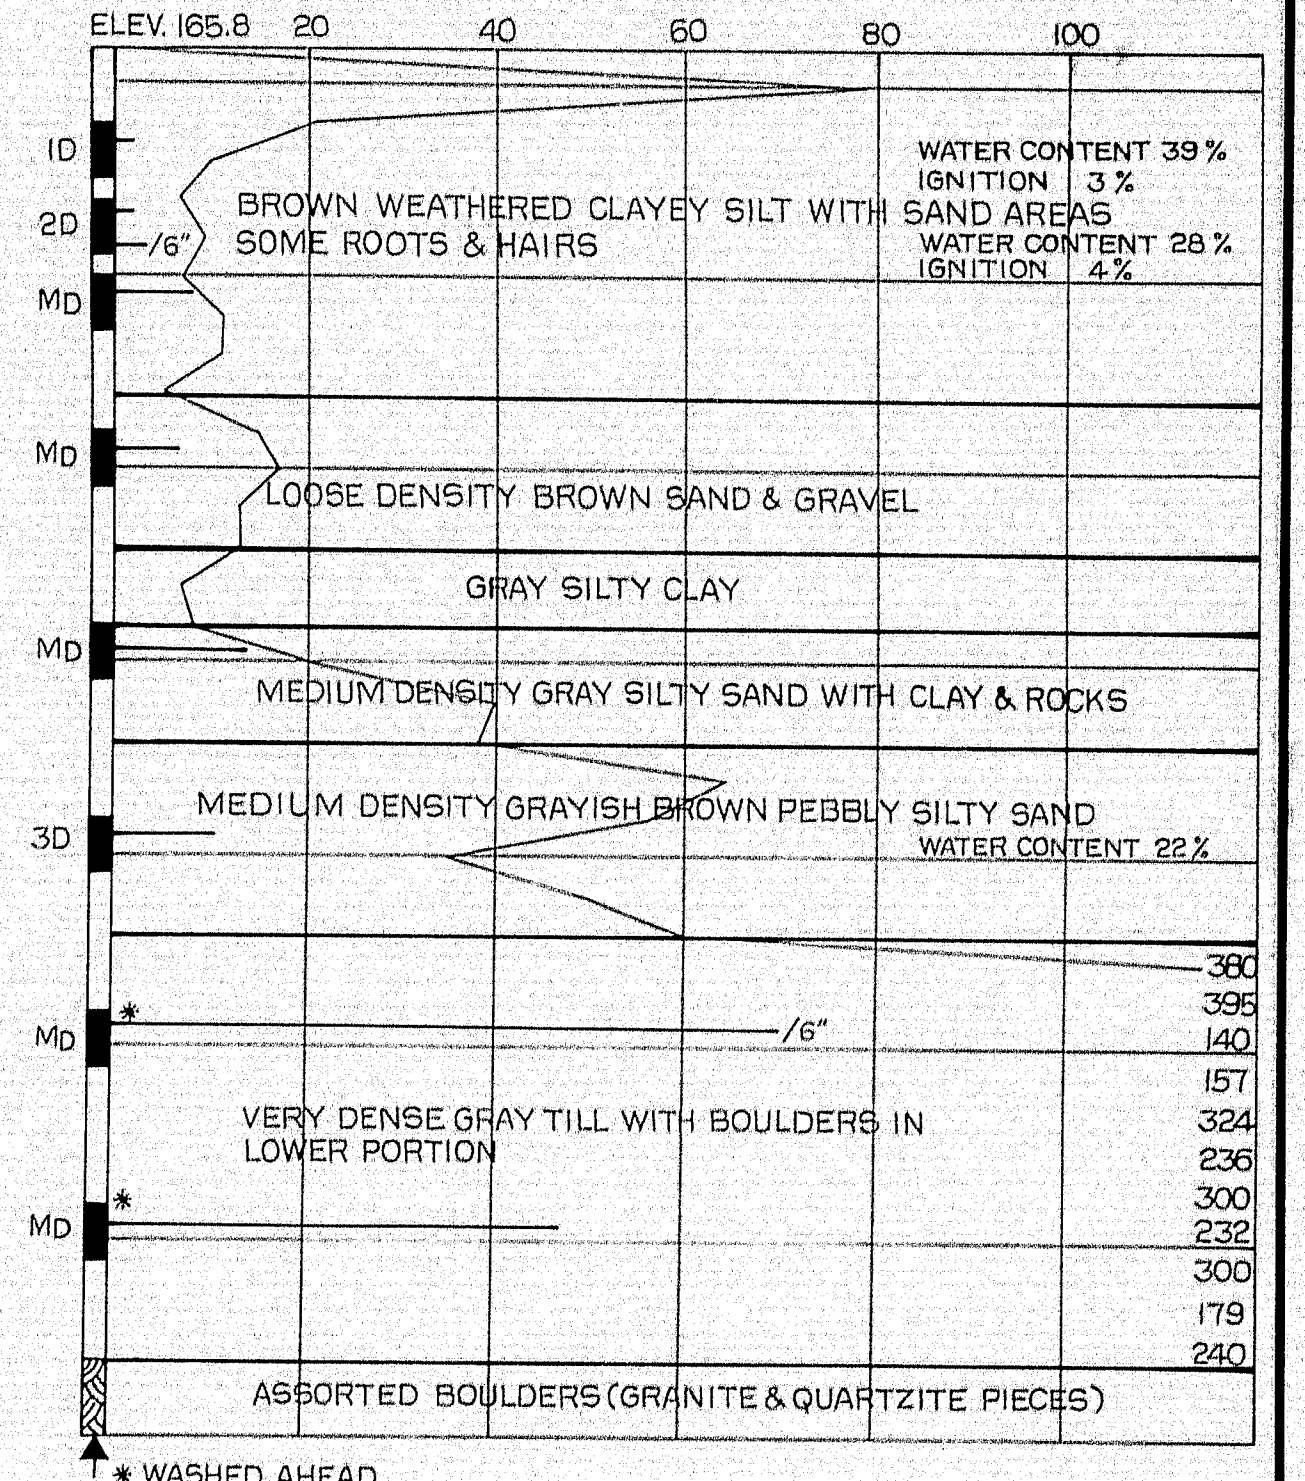 ELEV. 165.8 20 40 60 80 100
1D
WATER CONTENT 39%
IGNITION 3%
2D
BROWN WEATHERED CLAYEY SILT WITH SAND AREAS
/6" SOME ROOTS & HAIRS
WATER CONTENT 28%
IGNITION 4%
MD
MD
LOOSE DENSITY BROWN SAND & GRAVEL
GRAY SILTY CLAY
MD
MEDIUM DENSITY GRAY SILTY SAND WITH CLAY & ROCKS
MEDIUM DENSITY GRAYISH BROWN PEBBLY SILTY SAND
3D
WATER CONTENT 22%
380
395
*
MD /6" 140
157
VERY DENSE GRAY TILL WITH BOULDERS IN 324
LOWER PORTION 236
* 300
MD 232
300
179
240
ASSORTED BOULDERS (GRANITE & QUARTZITE PIECES)
* WASHED AHEAD